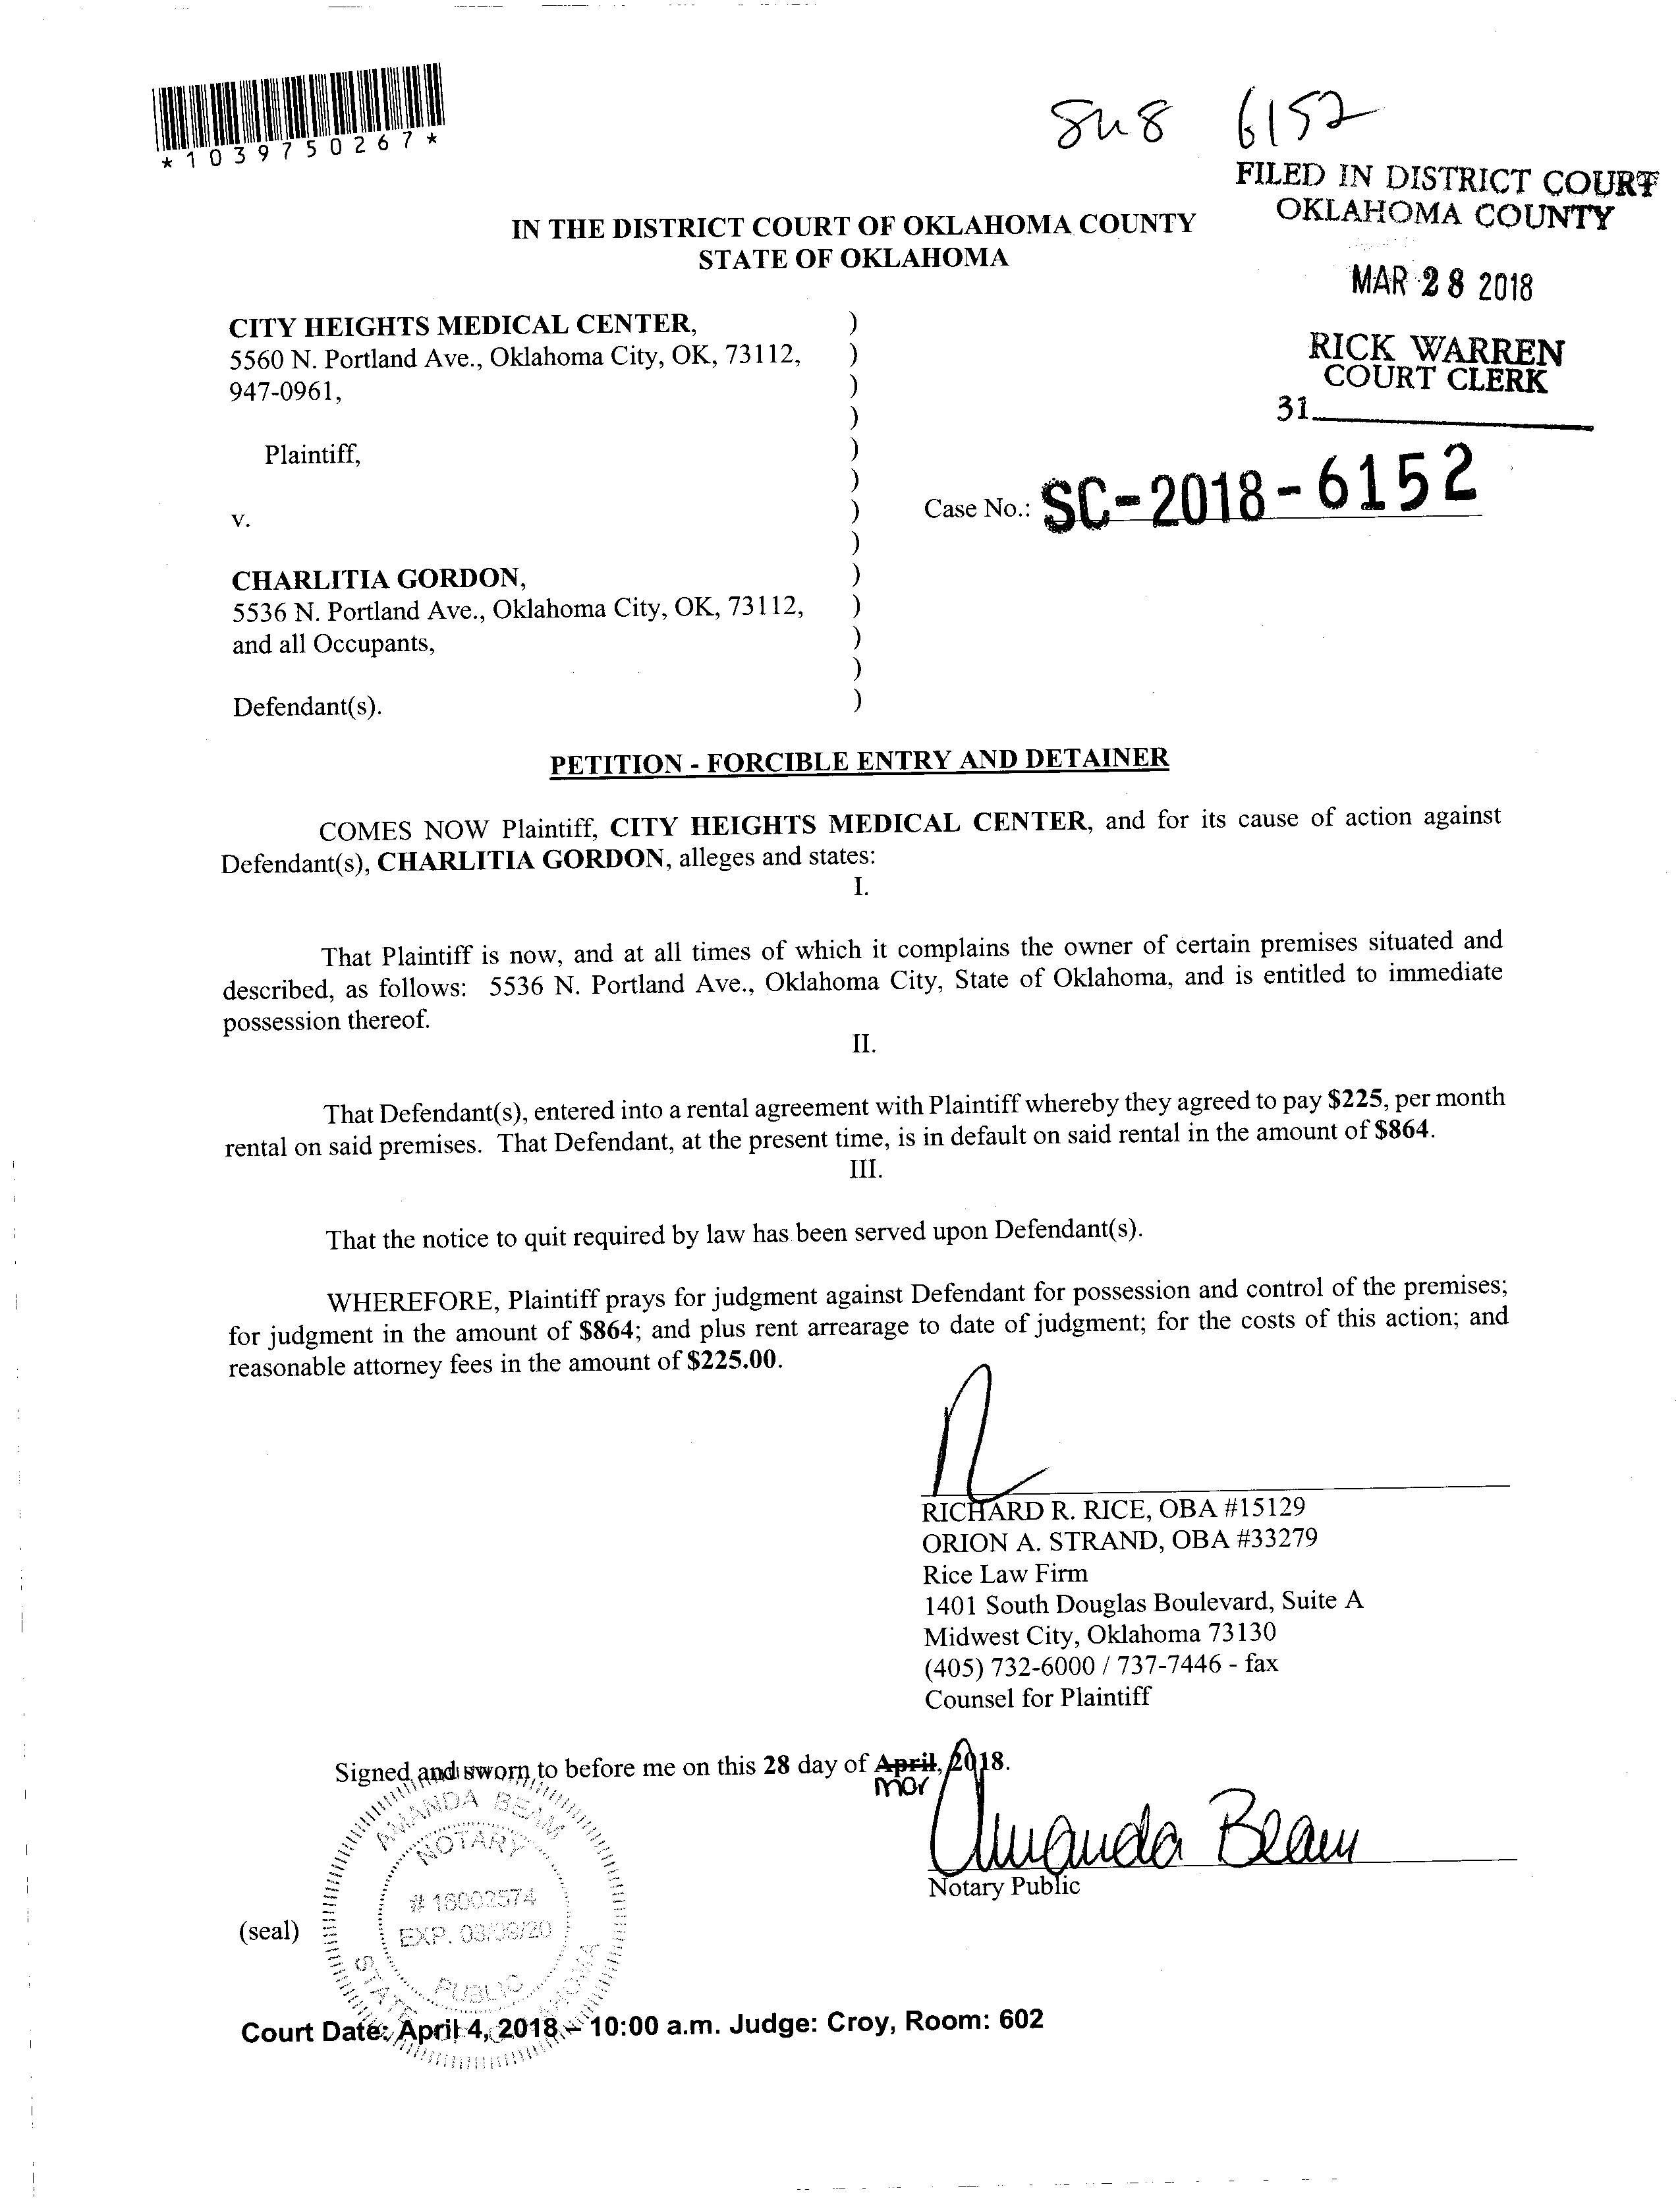 *1039750267*
6152
FILED IN DISTRICT COURT
OKLAHOMA COUNTY
MAR 28 2018
RICK WARREN
COURT CLERK
31
IN THE DISTRICT COURT OF OKLAHOMA COUNTY
STATE OF OKLAHOMA
CITY HEIGHTS MEDICAL CENTER, )
5560 N. Portland Ave., Oklahoma City, OK, 73112, )
947-0961, )
)
Plaintiff, )
)
v. ) Case No.: SC-2018-6152
)
CHARLITIA GORDON, )
5536 N. Portland Ave., Oklahoma City, OK, 73112, )
and all Occupants, )
)
Defendant(s). )
PETITION - FORCIBLE ENTRY AND DETAINER
COMES NOW Plaintiff, CITY HEIGHTS MEDICAL CENTER, and for its cause of action against
Defendant(s), CHARLITIA GORDON, alleges and states:
I.
That Plaintiff is now, and at all times of which it complains the owner of certain premises situated and
described, as follows: 5536 N. Portland Ave., Oklahoma City, State of Oklahoma, and is entitled to immediate
possession thereof.
II.
That Defendant(s), entered into a rental agreement with Plaintiff whereby they agreed to pay $225, per month
rental on said premises. That Defendant, at the present time, is in default on said rental in the amount of $864.
III.
That the notice to quit required by law has been served upon Defendant(s).
WHEREFORE, Plaintiff prays for judgment against Defendant for possession and control of the premises;
for judgment in the amount of $864; and plus rent arrearage to date of judgment; for the costs of this action; and
reasonable attorney fees in the amount of $225.00.
RICHARD R. RICE, OBA #15129
ORION A. STRAND, OBA #33279
Rice Law Firm
1401 South Douglas Boulevard, Suite A
Midwest City, Oklahoma 73130
(405) 732-6000 / 737-7446 - fax
Counsel for Plaintiff
Signed and sworn to before me on this 28 day of April, 2018.
mar
Amanda Beam
Notary Public
AMANDA BEAM
NOTARY
# 16002574
EXP. 03/
/20
PUBLIC
STATE OF OKLAHOMA
(seal)
Court Date: April 4, 2018 – 10:00 a.m. Judge: Croy, Room: 602